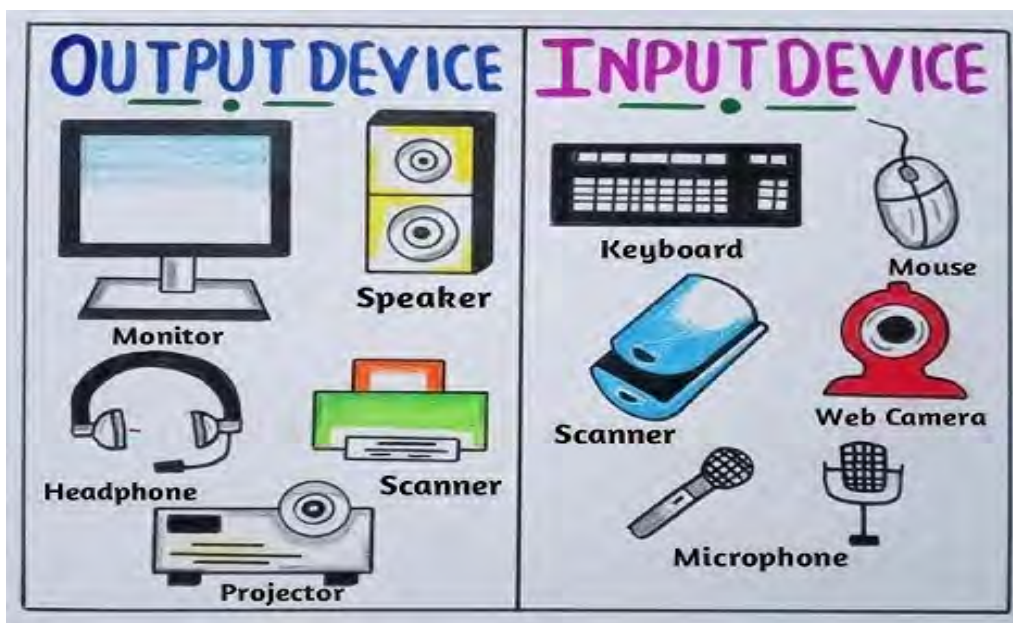 OUTPUT DEVICE
Monitor
Speaker
Headphone
Scanner
Projector
INPUT DEVICE
Keyboard
Mouse
Scanner
Web Camera
Microphone